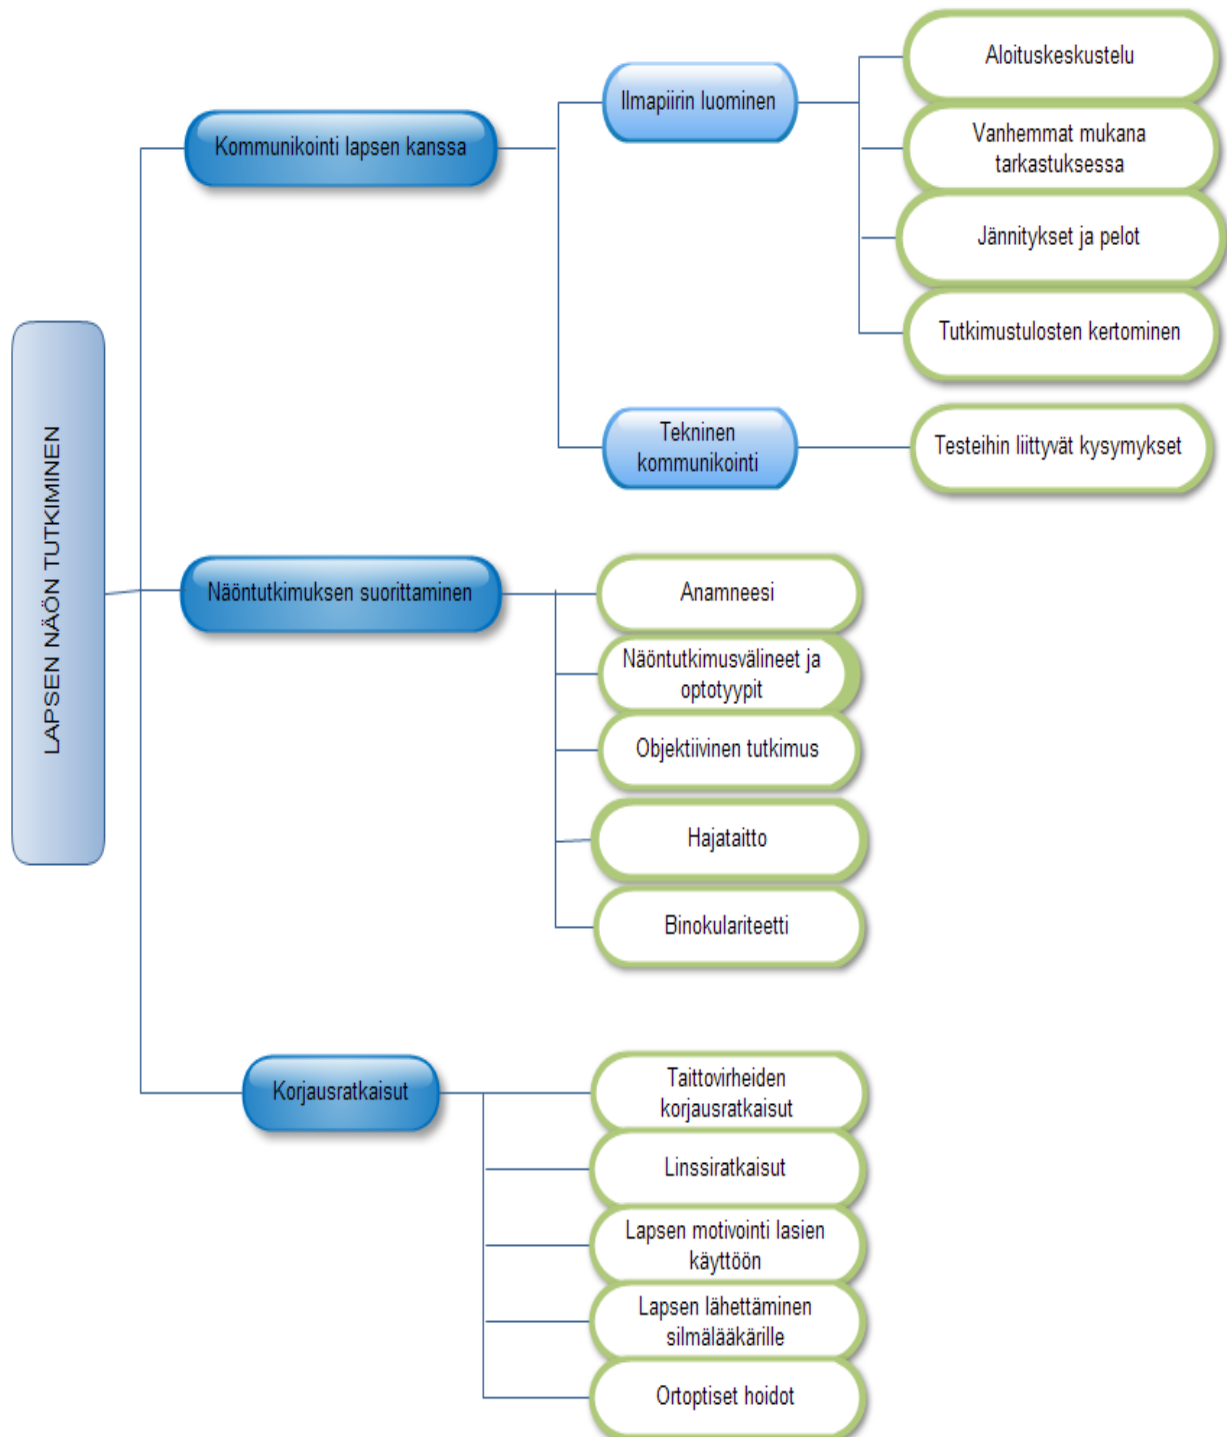 LAPSEN NÄÖN TUTKIMINEN
Kommunikointi lapsen kanssa
Ilmapiirin luominen
Aloituskeskustelu
Vanhemmat mukana
tarkastuksessa
Jännitykset ja pelot
Tutkimustulosten kertominen
Tekninen
kommunikointi
Testeihin liittyvät kysymykset
Näöntutkimuksen suorittaminen
Anamneesi
Näöntutkimusvälineet ja
optotyypit
Objektiivinen tutkimus
Hajataitto
Binokulariteetti
Korjausratkaisut
Taittovirheiden
korjausratkaisut
Linssiratkaisut
Lapsen motivointi lasien
käyttöön
Lapsen lähettäminen
silmälääkärille
Ortoptiset hoidot